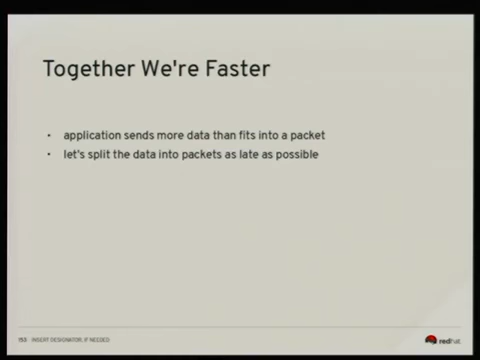 Together We're Faster
• application sends more data than fits into a packet
• let's split the data into packets as late as possible
153 INSERT DESIGNATOR, IF NEEDED
redhat